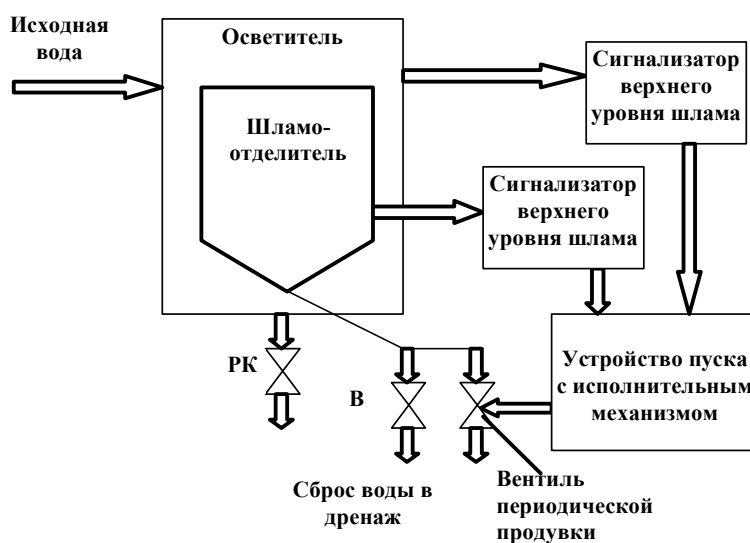 Исходная
вода
Осветитель
Шламо-
отделитель
Сигнализатор
верхнего
уровня шлама
Сигнализатор
верхнего
уровня шлама
Устройство пуска
с исполнительным
механизмом
РК
В
Сброс воды в
дренаж
Вентиль
периодической
продувки